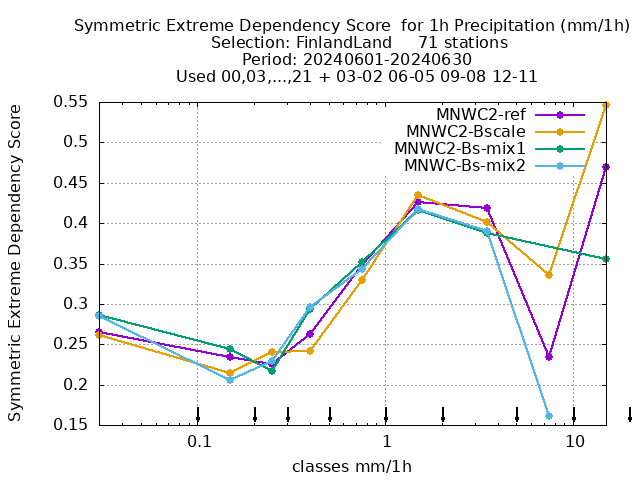 Symmetric Extreme Dependency Score  for 1h Precipitation (mm/1h)
Selection: FinlandLand     71 stations
Period: 20240601-20240630
Used 00,03,...,21 + 03-02 06-05 09-08 12-11
Symmetric Extreme Dependency Score
0.55
0.5
0.45
0.4
0.35
0.3
0.25
0.2
0.15
MNWC2-ref
MNWC2-Bscale
MNWC2-Bs-mix1
MNWC-Bs-mix2
0.1
1
10
classes mm/1h